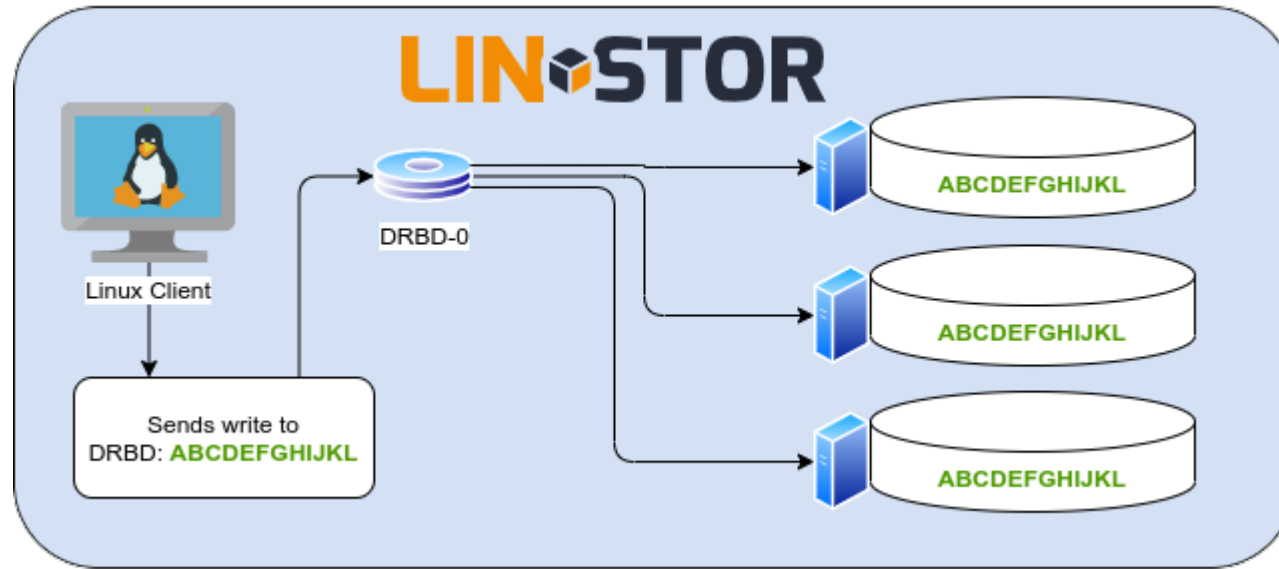 LINSTOR
Linux Client
Sends write to
DRBD: ABCDEFGHIJKL
DRBD-0
ABCDEFGHIJKL
ABCDEFGHIJKL
ABCDEFGHIJKL